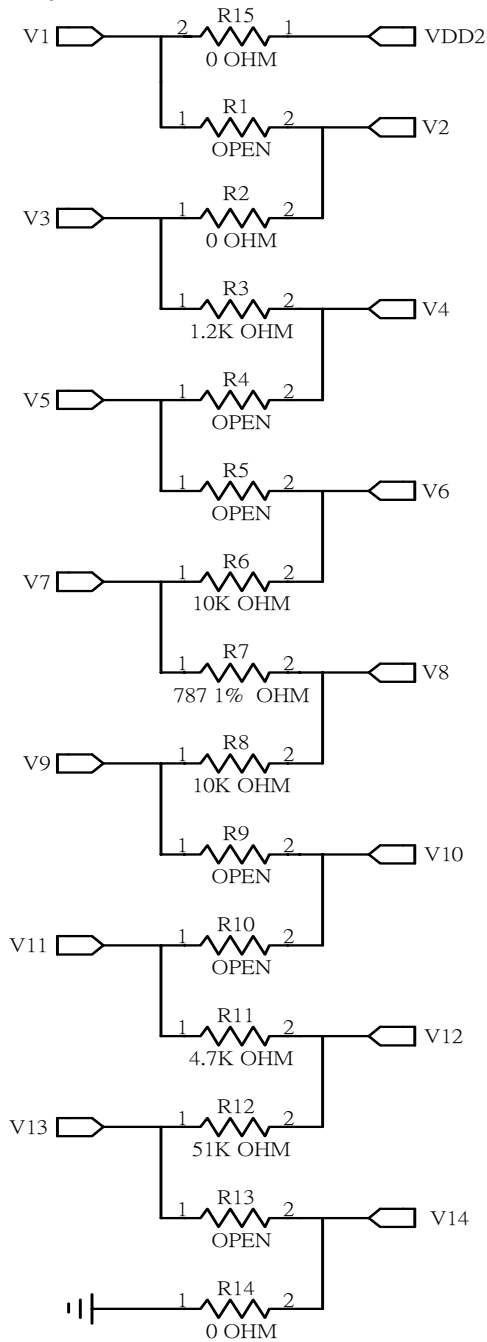 R15
V1 2 1 VDD2
0 OHM
R1
1 2 V2
OPEN
R2
V3 1 2
0 OHM
R3
1 2 V4
1.2K OHM
R4
V5 1 2
OPEN
R5
1 2 V6
OPEN
R6
V7 1 2
10K OHM
R7
1 2 V8
787 1% OHM
R8
V9 1 2
10K OHM
R9
1 2 V10
OPEN
R10
V11 1 2
OPEN
R11
1 2 V12
4.7K OHM
R12
V13 1 2
51K OHM
R13
1 2 V14
OPEN
R14
1 2
0 OHM